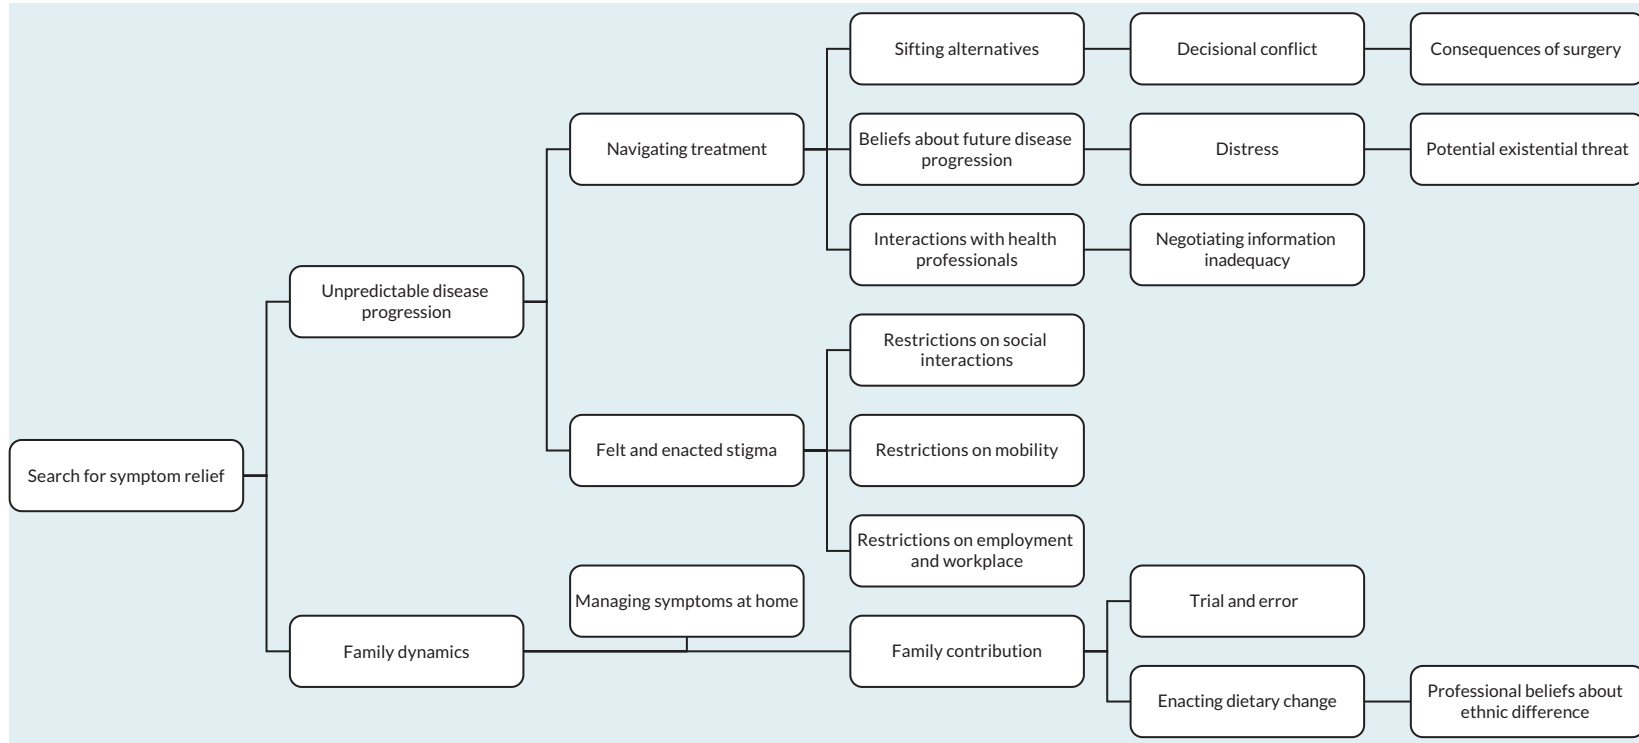 Search for symptom relief
Unpredictable disease
progression
Navigating treatment
Sifting alternatives
Decisional conflict
Consequences of surgery
Beliefs about future disease
progression
Distress
Potential existential threat
Interactions with health
professionals
Negotiating information
inadequacy
Felt and enacted stigma
Restrictions on social
interactions
Restrictions on mobility
Restrictions on employment
and workplace
Family dynamics
Managing symptoms at home
Family contribution
Trial and error
Enacting dietary change
Professional beliefs about
ethnic difference